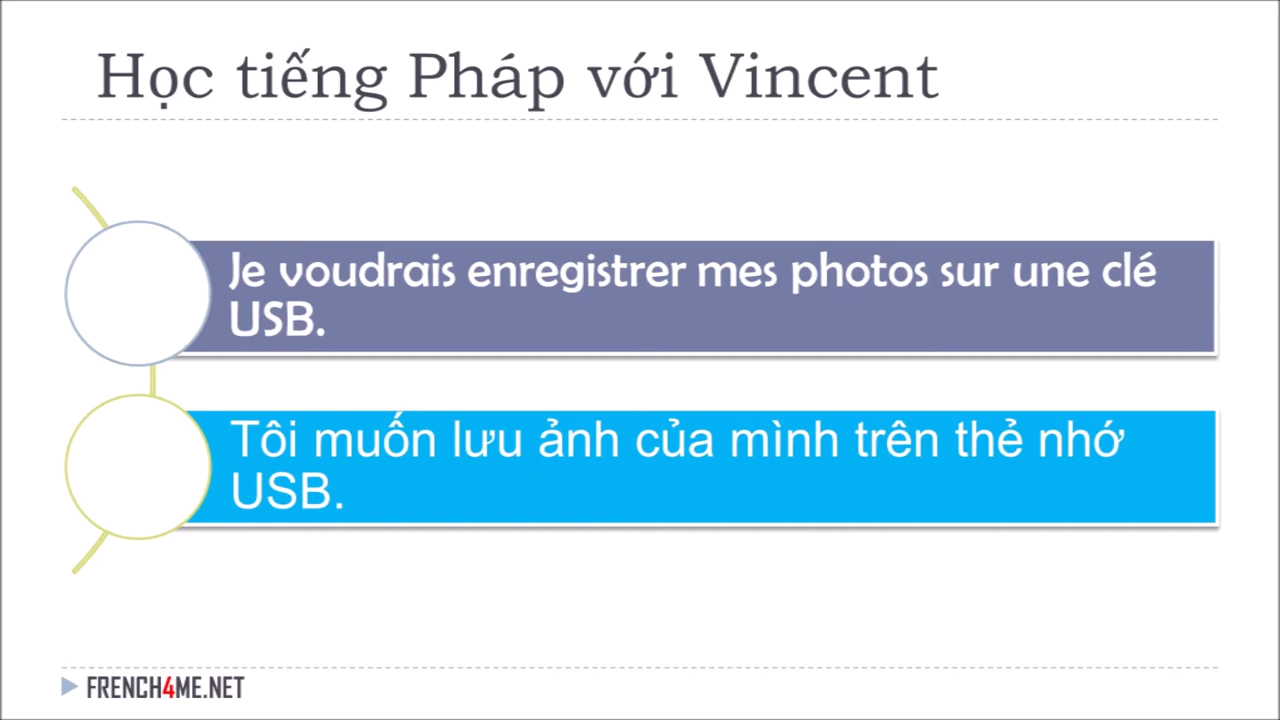 Học tiếng Pháp với Vincent
Je voudrais enregistrer mes photos sur une clé
USB.
Tôi muốn lưu ảnh của mình trên thẻ nhớ
USB.
FRENCH4ME.NET